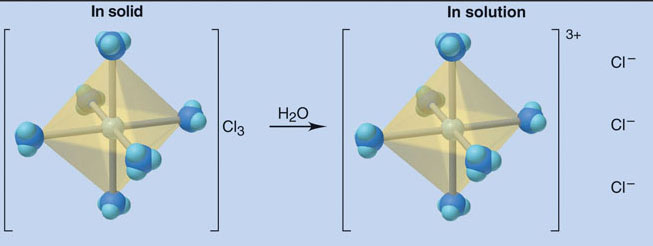 In solid
In solution
Cl₃
H₂O
3+
Cl⁻
Cl⁻
Cl⁻